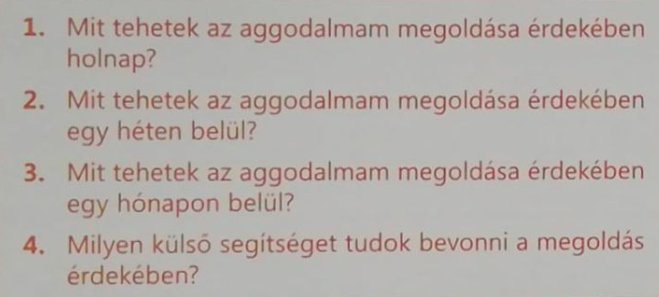 1. Mit tehetek az aggodalmam megoldása érdekében
holnap?
2. Mit tehetek az aggodalmam megoldása érdekében
egy héten belül?
3. Mit tehetek az aggodalmam megoldása érdekében
egy hónapon belül?
4. Milyen külső segítséget tudok bevonni a megoldás
érdekében?